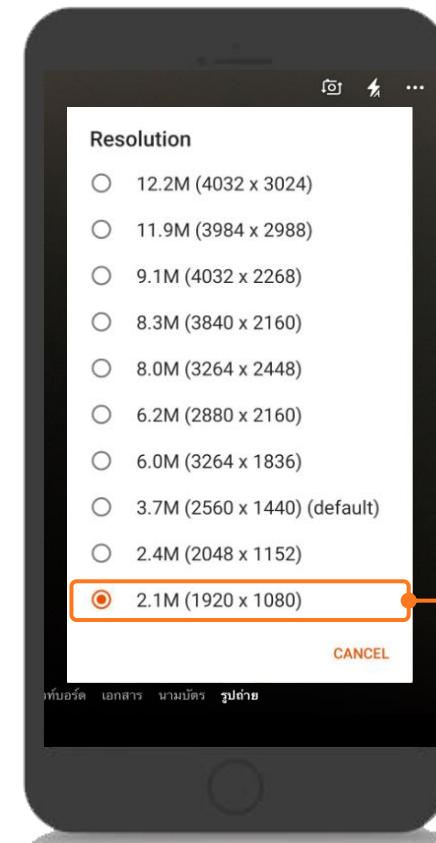 Resolution
12.2M (4032 x 3024)
11.9M (3984 x 2988)
9.1M (4032 x 2268)
8.3M (3840 x 2160)
8.0M (3264 x 2448)
6.2M (2880 x 2160)
6.0M (3264 x 1836)
3.7M (2560 x 1440) (default)
2.4M (2048 x 1152)
2.1M (1920 x 1080)
CANCEL
เอกสาร นามบัตร รูปถ่าย